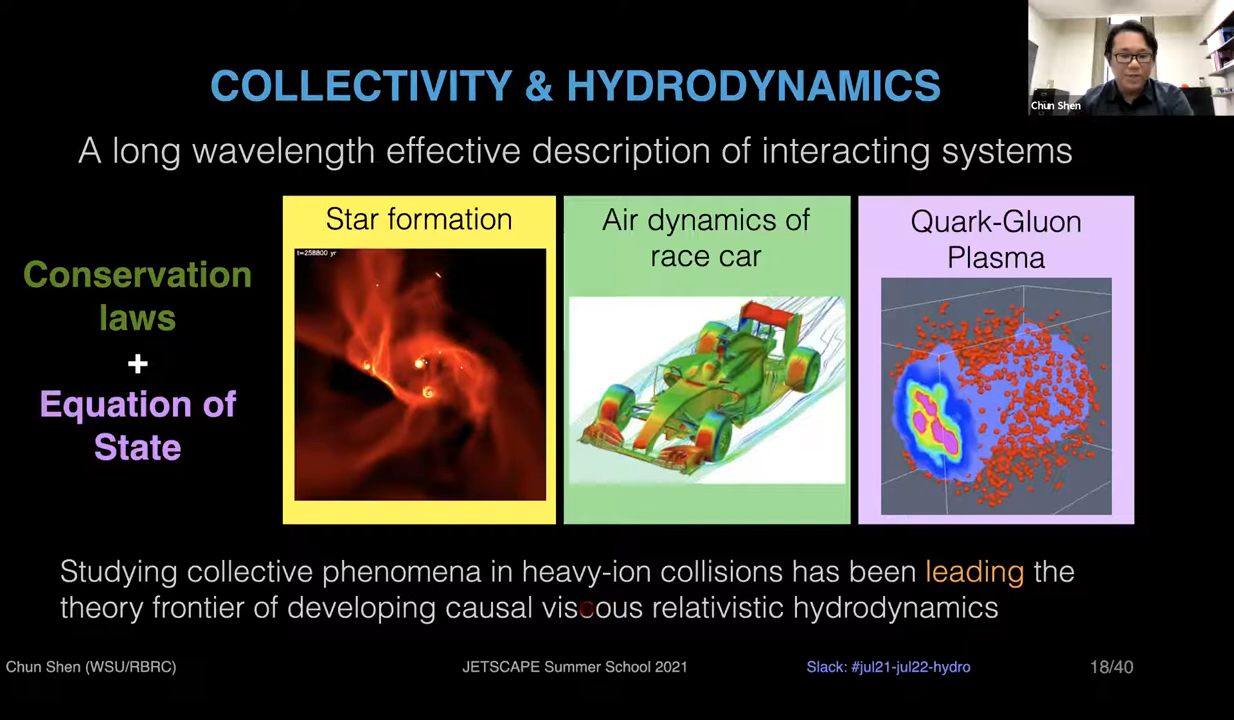 Chun Shen
COLLECTIVITY & HYDRODYNAMICS
A long wavelength effective description of interacting systems
Conservation
laws
+
Equation of
State
Star formation
t=258800 yr
Air dynamics of
race car
Quark-Gluon
Plasma
Studying collective phenomena in heavy-ion collisions has been leading the
theory frontier of developing causal viscous relativistic hydrodynamics
Chun Shen (WSU/RBRC)
JETSCAPE Summer School 2021
Slack: #jul21-jul22-hydro
18/40